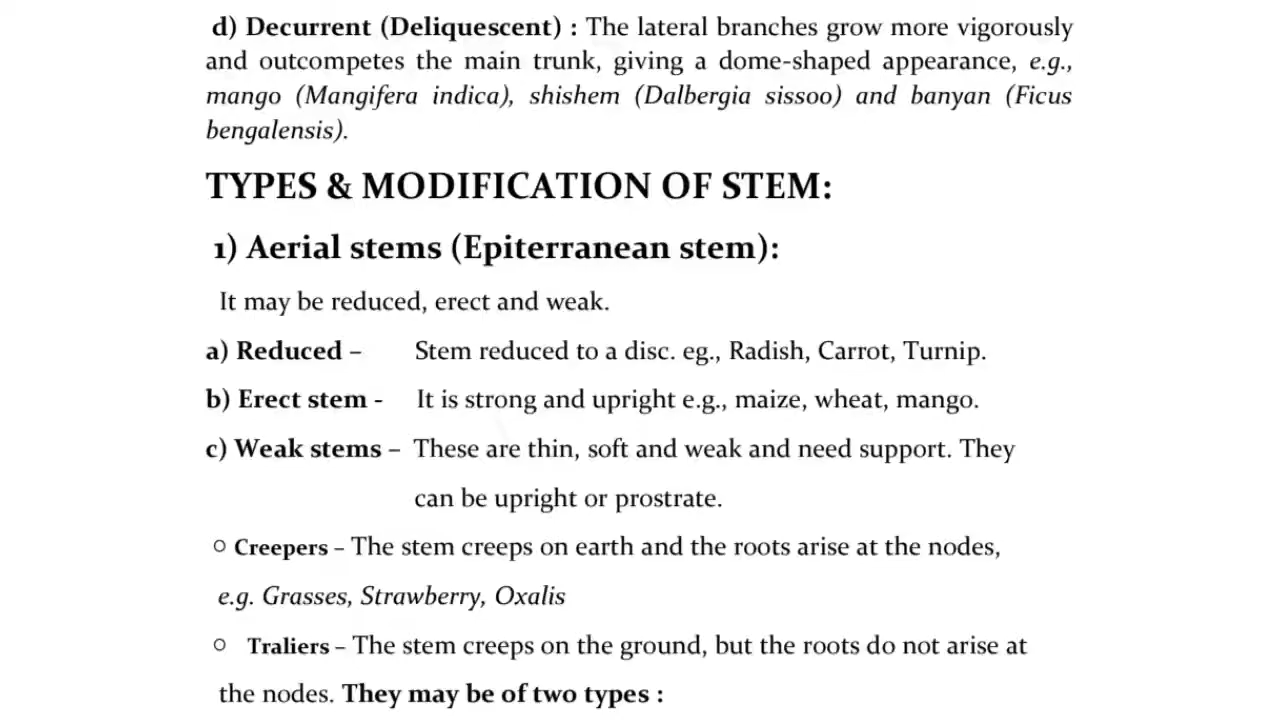 d) Decurrent (Deliquescent) : The lateral branches grow more vigorously
and outcompetes the main trunk, giving a dome-shaped appearance, e.g.,
mango (Mangifera indica), shishem (Dalbergia sissoo) and banyan (Ficus
bengalensis).
TYPES & MODIFICATION OF STEM:
1) Aerial stems (Epiterranean stem):
It may be reduced, erect and weak.
a) Reduced – Stem reduced to a disc. eg., Radish, Carrot, Turnip.
b) Erect stem - It is strong and upright e.g., maize, wheat, mango.
c) Weak stems – These are thin, soft and weak and need support. They
can be upright or prostrate.
○ Creepers – The stem creeps on earth and the roots arise at the nodes,
e.g. Grasses, Strawberry, Oxalis
○ Traliers – The stem creeps on the ground, but the roots do not arise at
the nodes. They may be of two types :